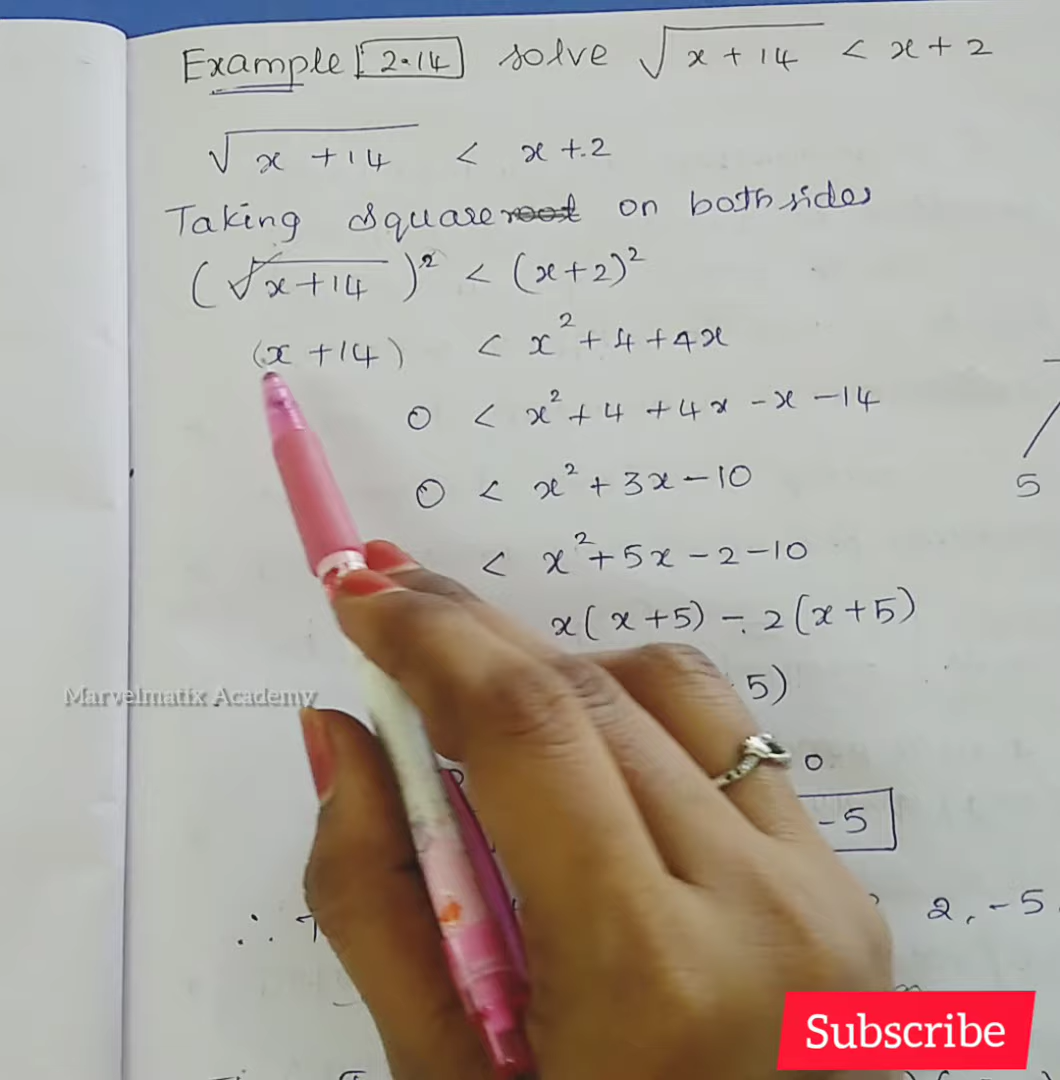 Example 2.14 solve √x+14 < x+2
√x+14 < x+2
Taking Square on both sides
(√x+14)² < (x+2)²
(x+14) < x²+4+4x
0 < x²+4+4x-x-14
0 < x²+3x-10
5
< x²+5x-2-10
x(x+5)-2(x+5)
5)
Marvelmatix Academy
0
-5
∴ 2, -5
Subscribe